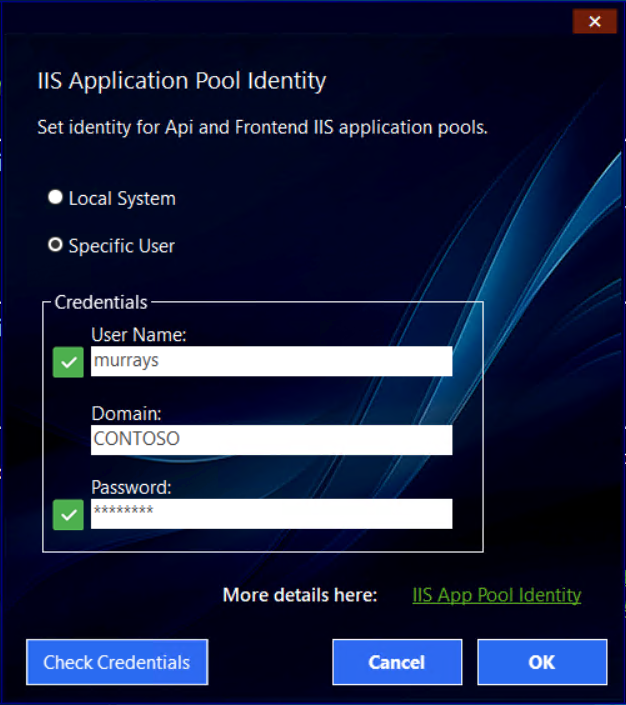 IIS Application Pool Identity
Set identity for Api and Frontend IIS application pools.
Local System
Specific User
Credentials
User Name:
murrays
Domain:
CONTOSO
Password:
********
More details here: IIS App Pool Identity
Check Credentials Cancel OK